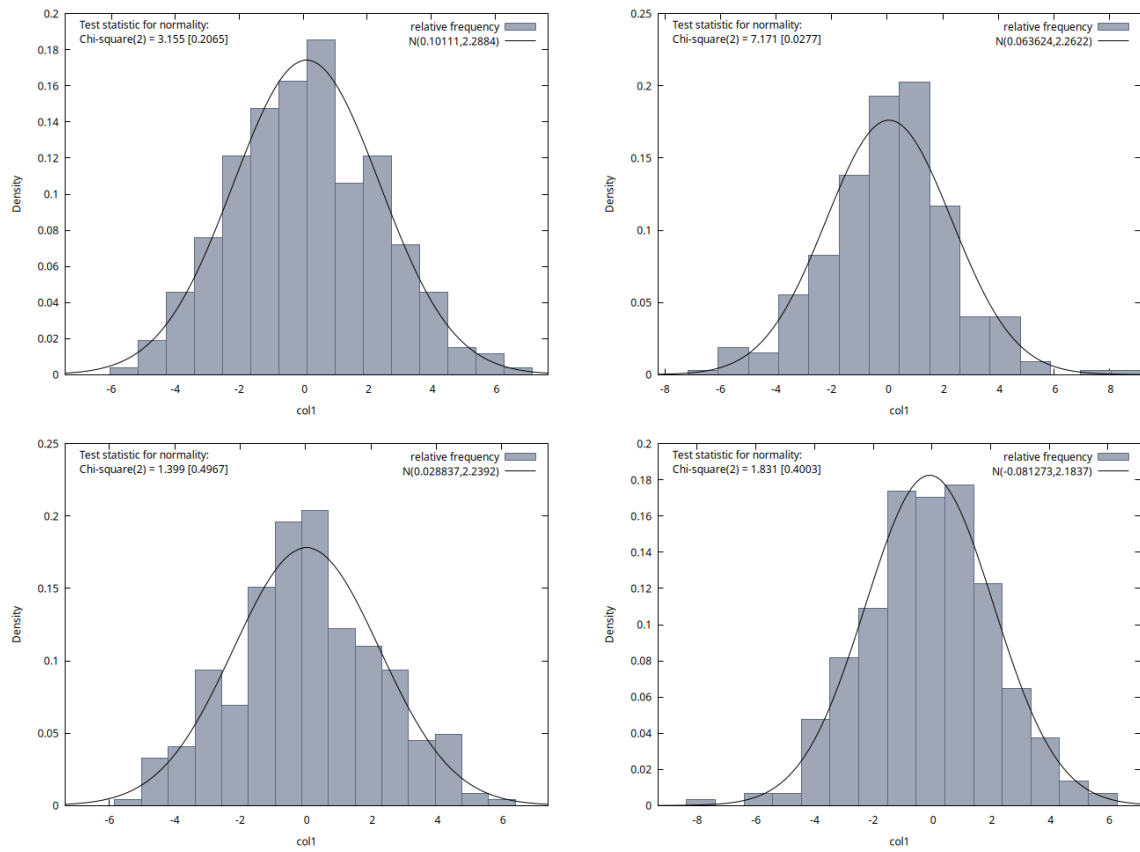 Test statistic for normality:
Chi-square(2) = 3.155 [0.2065]
relative frequency
N(0.10111,2.2884)
0.2
0.18
0.16
0.14
0.12
0.1
0.08
0.06
0.04
0.02
0
Density
-6
-4
-2
0
2
4
6
col1
Test statistic for normality:
Chi-square(2) = 7.171 [0.0277]
relative frequency
N(0.063624,2.2622)
0.25
0.2
0.15
0.1
0.05
0
Density
-8
-6
-4
-2
0
2
4
6
8
col1
Test statistic for normality:
Chi-square(2) = 1.399 [0.4967]
relative frequency
N(0.028837,2.2392)
0.25
0.2
0.15
0.1
0.05
0
Density
-6
-4
-2
0
2
4
6
col1
Test statistic for normality:
Chi-square(2) = 1.831 [0.4003]
relative frequency
N(-0.081273,2.1837)
0.2
0.18
0.16
0.14
0.12
0.1
0.08
0.06
0.04
0.02
0
Density
-8
-6
-4
-2
0
2
4
6
col1